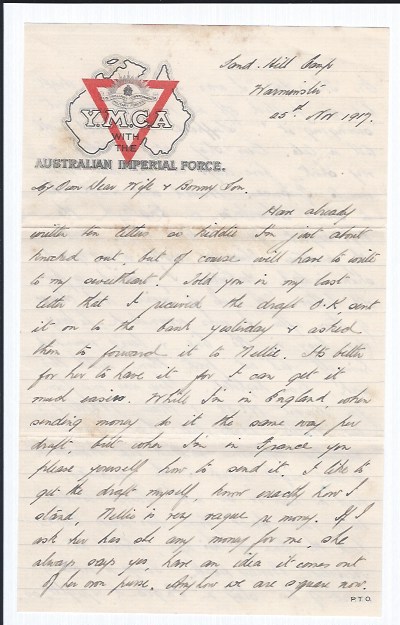 Sand Hill Camp
Warminster
25th Nov 1917.
Y.M.C.A
WITH
THE
AUSTRALIAN IMPERIAL FORCE.
My Own Dear Wife & Bonny Son.
Have already
written ten letters so kiddie I'm just about
knocked out, but of course will have to write
to my sweetheart. Told you in my last
letter that I received the draft O.K, sent
it on to the bank yesterday & asked
them to forward it to Nellie. Its better
for her to have it for I can get it
much easier. Whilst I'm in England, when
sending money do it the same way per
draft, but when I'm in France you
please yourself how to send it. I like to
get the draft myself, know exactly how I
stand, Nellie is very vague re money. If I
ask her has she any money for me, she
always says yes, have an idea it comes out
of her own purse. Anyhow we are square now.
P.T.O.